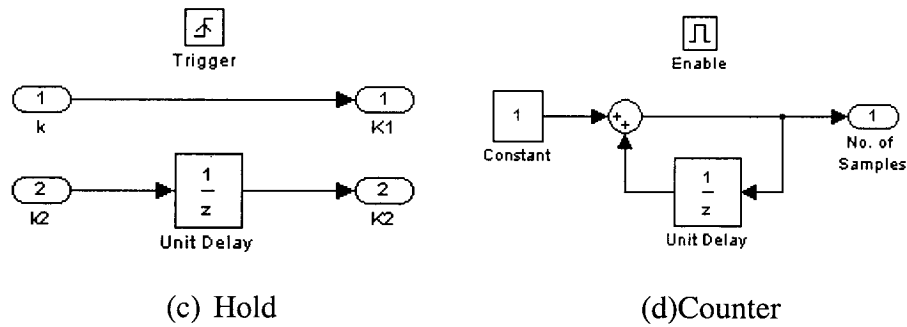 Trigger
1
k
1
K1
2
k2
1
z
Unit Delay
2
K2
(c) Hold
Enable
1
Constant
+
+
1
No. of
Samples
1
z
Unit Delay
(d)Counter